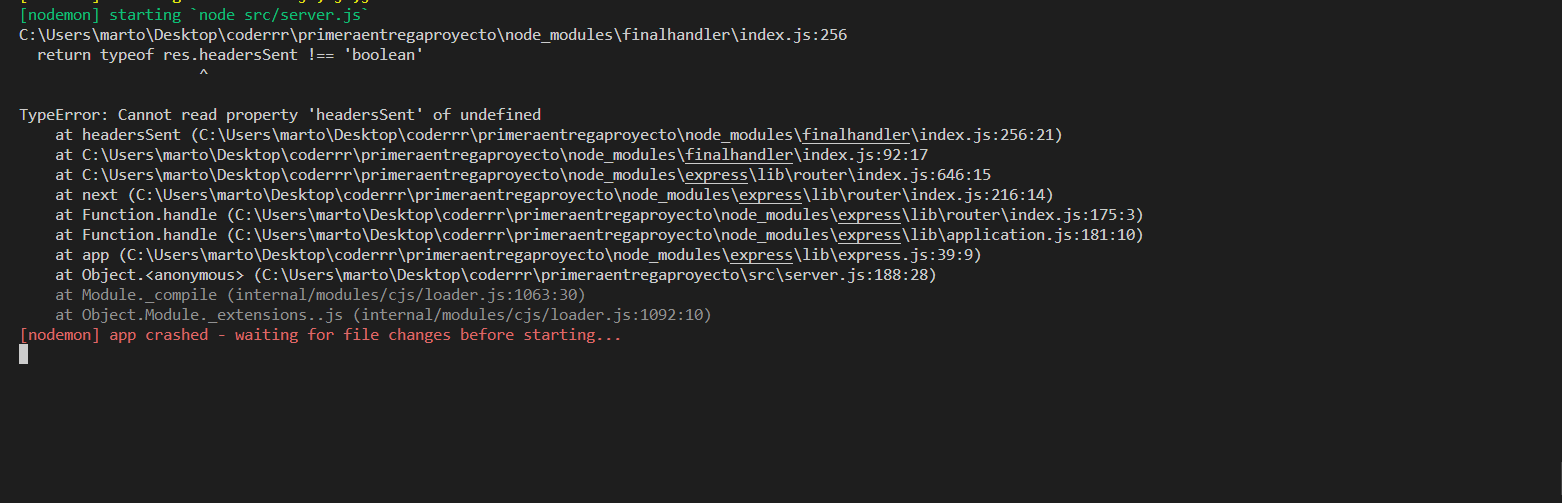 [nodemon] starting `node src/server.js`
C:\Users\marto\Desktop\coderrr\primeraentregaproyecto\node_modules\finalhandler\index.js:256
  return typeof res.headersSent !== 'boolean'
                    ^
TypeError: Cannot read property 'headersSent' of undefined
    at headersSent (C:\Users\marto\Desktop\coderrr\primeraentregaproyecto\node_modules\finalhandler\index.js:256:21)
    at C:\Users\marto\Desktop\coderrr\primeraentregaproyecto\node_modules\finalhandler\index.js:92:17
    at C:\Users\marto\Desktop\coderrr\primeraentregaproyecto\node_modules\express\lib\router\index.js:646:15
    at next (C:\Users\marto\Desktop\coderrr\primeraentregaproyecto\node_modules\express\lib\router\index.js:216:14)
    at Function.handle (C:\Users\marto\Desktop\coderrr\primeraentregaproyecto\node_modules\express\lib\router\index.js:175:3)
    at Function.handle (C:\Users\marto\Desktop\coderrr\primeraentregaproyecto\node_modules\express\lib\application.js:181:10)
    at app (C:\Users\marto\Desktop\coderrr\primeraentregaproyecto\node_modules\express\lib\express.js:39:9)
    at Object.<anonymous> (C:\Users\marto\Desktop\coderrr\primeraentregaproyecto\src\server.js:188:28)
    at Module._compile (internal/modules/cjs/loader.js:1063:30)
    at Object.Module._extensions..js (internal/modules/cjs/loader.js:1092:10)
[nodemon] app crashed - waiting for file changes before starting...